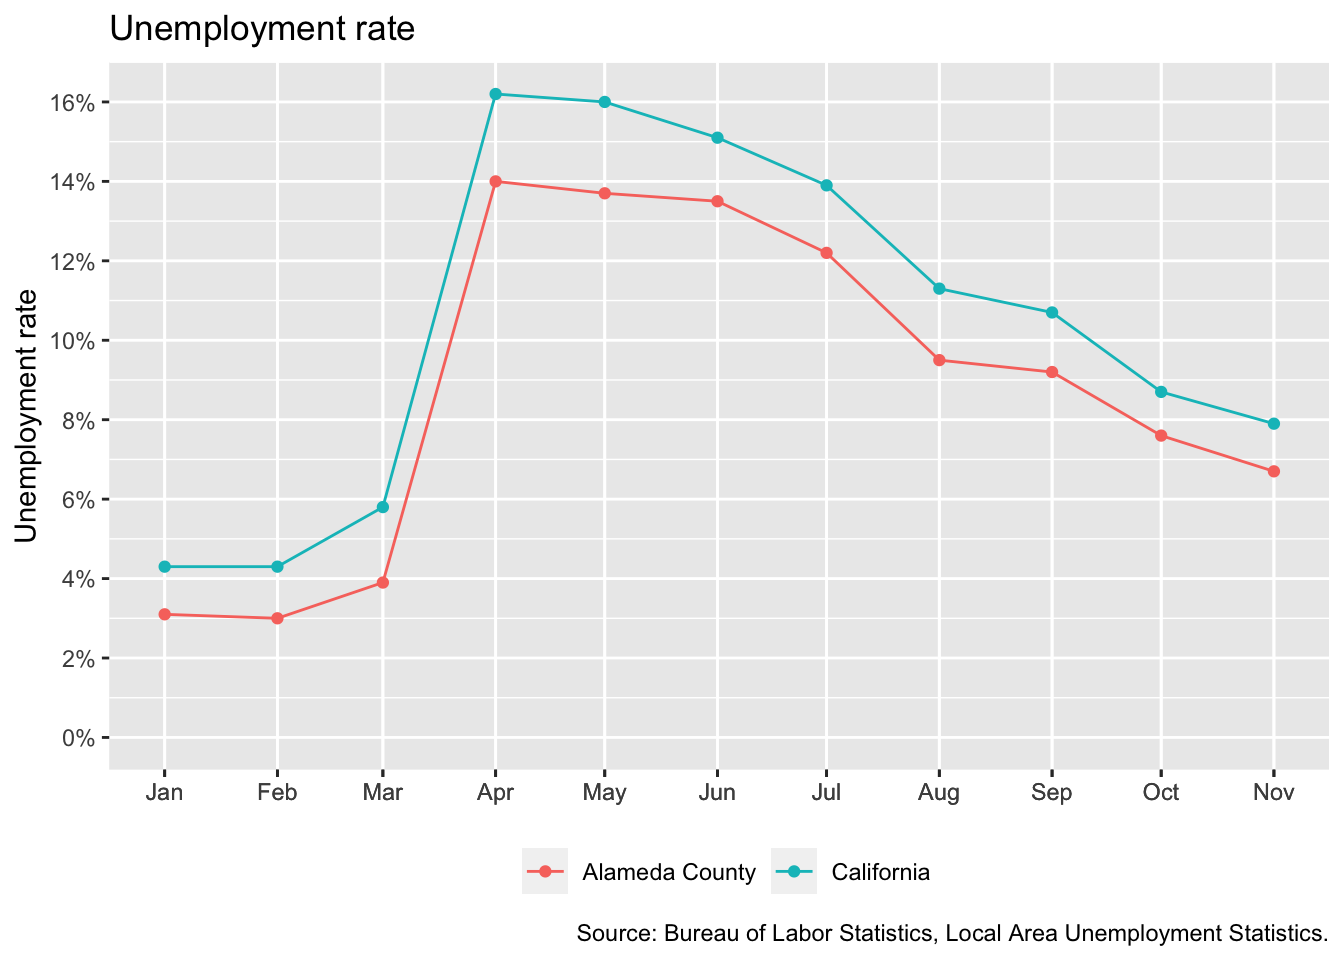 Unemployment rate
Unemployment rate
16%
14%
12%
10%
8%
6%
4%
2%
0%
Jan Feb Mar Apr May Jun Jul Aug Sep Oct Nov
Alameda County California
Source: Bureau of Labor Statistics, Local Area Unemployment Statistics.